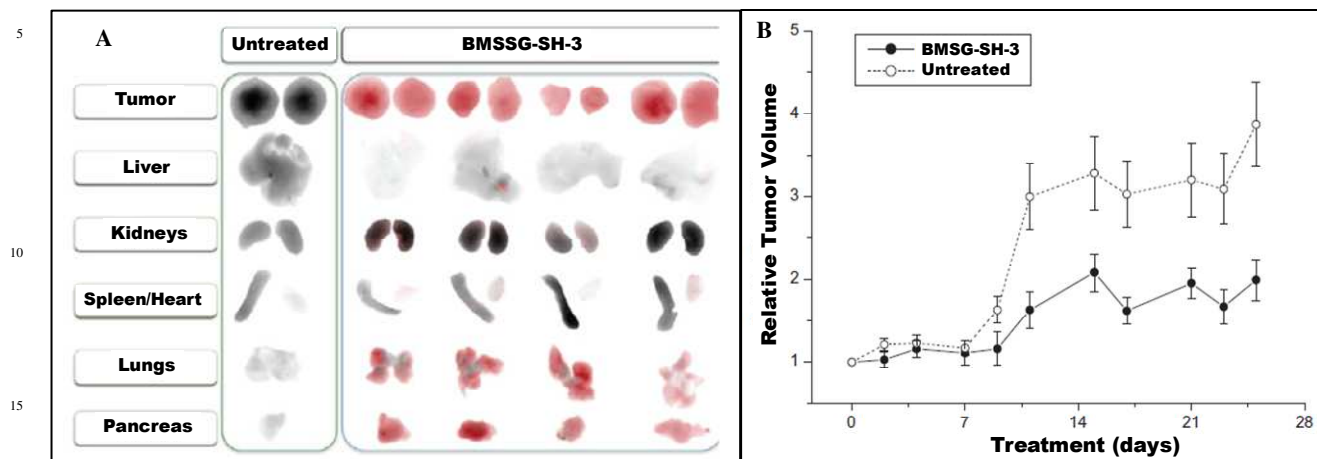 5
10
15
A
Untreated
BMSSG-SH-3
Tumor
Liver
Kidneys
Spleen/Heart
Lungs
Pancreas
B
BMSG-SH-3
Untreated
Relative Tumor Volume
5
4
3
2
1
0 7 14 21 28
Treatment (days)